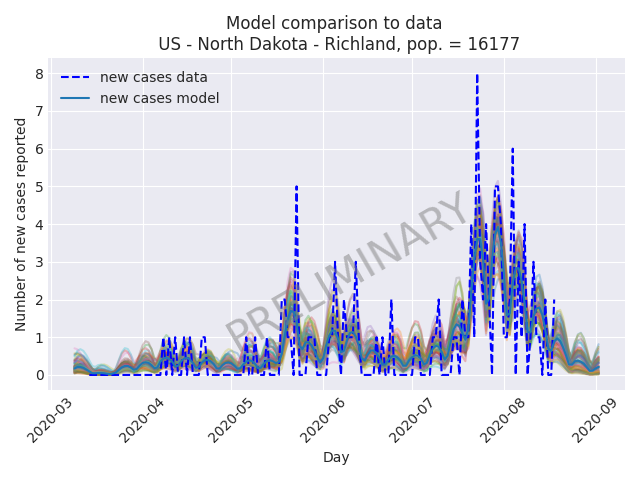 Model comparison to data
US - North Dakota - Richland, pop. = 16177
new cases data
new cases model
PRELIMINARY
Number of new cases reported
8
7
6
5
4
3
2
1
0
2020-03
2020-04
2020-05
2020-06
2020-07
2020-08
2020-09
Day